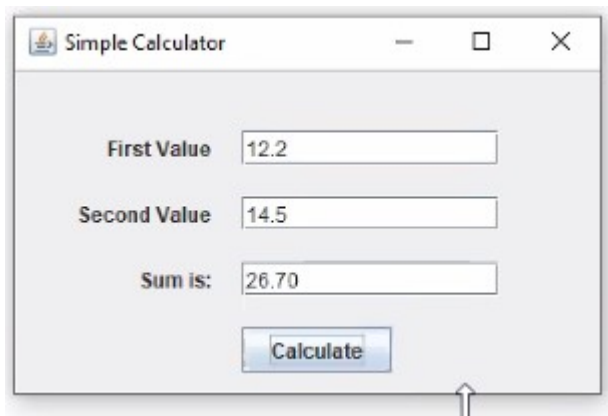 Simple Calculator
First Value 12.2
Second Value 14.5
Sum is: 26.70
Calculate